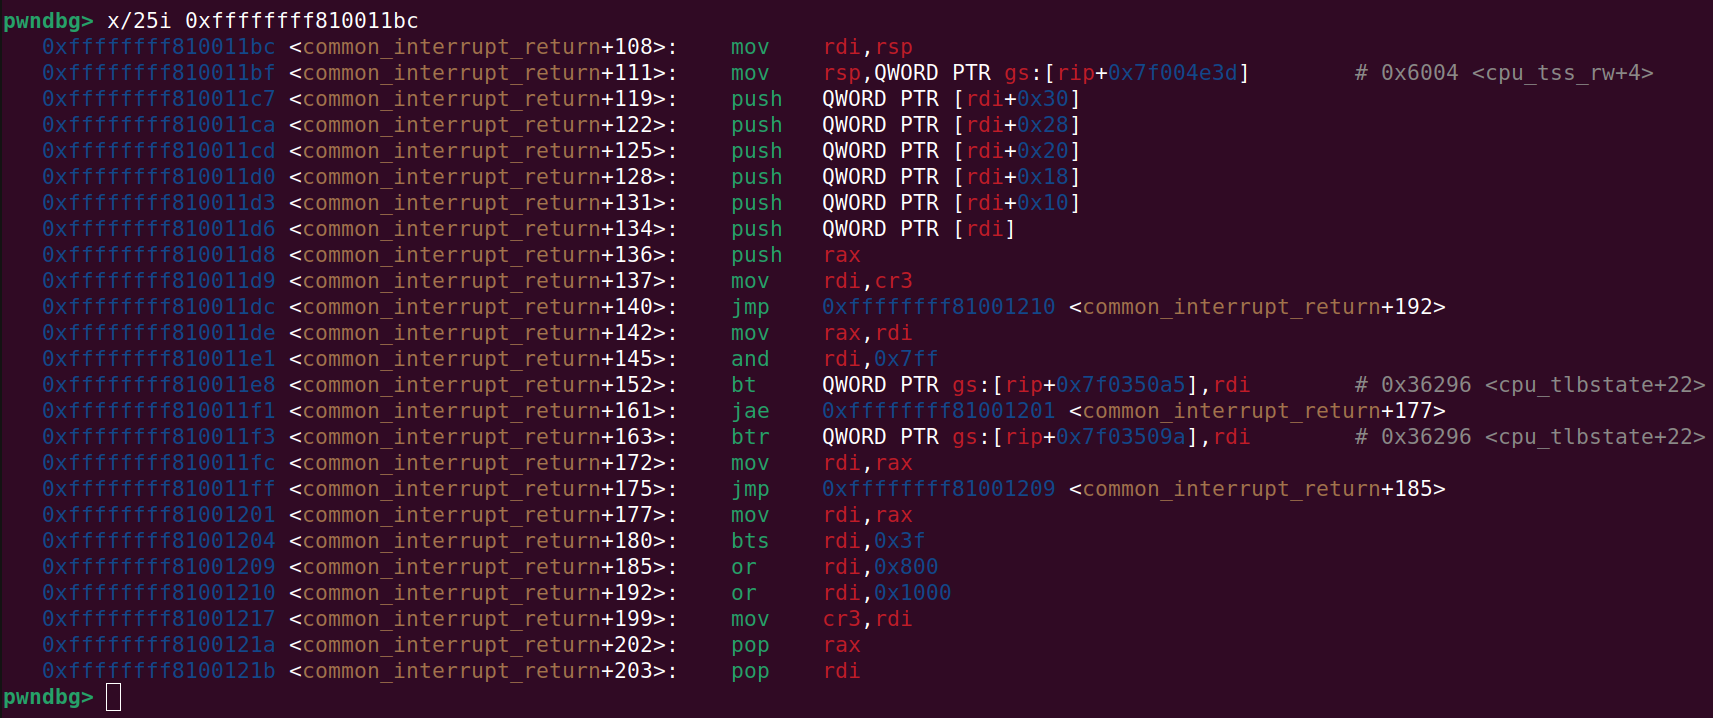 pwndbg> x/25i 0xffffffff810011bc
   0xffffffff810011bc <common_interrupt_return+108>:	mov    rdi,rsp
   0xffffffff810011bf <common_interrupt_return+111>:	mov    rsp,QWORD PTR gs:[rip+0x7f004e3d]        # 0x6004 <cpu_tss_rw+4>
   0xffffffff810011c7 <common_interrupt_return+119>:	push   QWORD PTR [rdi+0x30]
   0xffffffff810011ca <common_interrupt_return+122>:	push   QWORD PTR [rdi+0x28]
   0xffffffff810011cd <common_interrupt_return+125>:	push   QWORD PTR [rdi+0x20]
   0xffffffff810011d0 <common_interrupt_return+128>:	push   QWORD PTR [rdi+0x18]
   0xffffffff810011d3 <common_interrupt_return+131>:	push   QWORD PTR [rdi+0x10]
   0xffffffff810011d6 <common_interrupt_return+134>:	push   QWORD PTR [rdi]
   0xffffffff810011d8 <common_interrupt_return+136>:	push   rax
   0xffffffff810011d9 <common_interrupt_return+137>:	mov    rdi,cr3
   0xffffffff810011dc <common_interrupt_return+140>:	jmp    0xffffffff81001210 <common_interrupt_return+192>
   0xffffffff810011de <common_interrupt_return+142>:	mov    rax,rdi
   0xffffffff810011e1 <common_interrupt_return+145>:	and    rdi,0x7ff
   0xffffffff810011e8 <common_interrupt_return+152>:	bt     QWORD PTR gs:[rip+0x7f0350a5],rdi        # 0x36296 <cpu_tlbstate+22>
   0xffffffff810011f1 <common_interrupt_return+161>:	jae    0xffffffff81001201 <common_interrupt_return+177>
   0xffffffff810011f3 <common_interrupt_return+163>:	btr    QWORD PTR gs:[rip+0x7f03509a],rdi        # 0x36296 <cpu_tlbstate+22>
   0xffffffff810011fc <common_interrupt_return+172>:	mov    rdi,rax
   0xffffffff810011ff <common_interrupt_return+175>:	jmp    0xffffffff81001209 <common_interrupt_return+185>
   0xffffffff81001201 <common_interrupt_return+177>:	mov    rdi,rax
   0xffffffff81001204 <common_interrupt_return+180>:	bts    rdi,0x3f
   0xffffffff81001209 <common_interrupt_return+185>:	or     rdi,0x800
   0xffffffff81001210 <common_interrupt_return+192>:	or     rdi,0x1000
   0xffffffff81001217 <common_interrupt_return+199>:	mov    cr3,rdi
   0xffffffff8100121a <common_interrupt_return+202>:	pop    rax
   0xffffffff8100121b <common_interrupt_return+203>:	pop    rdi
pwndbg>